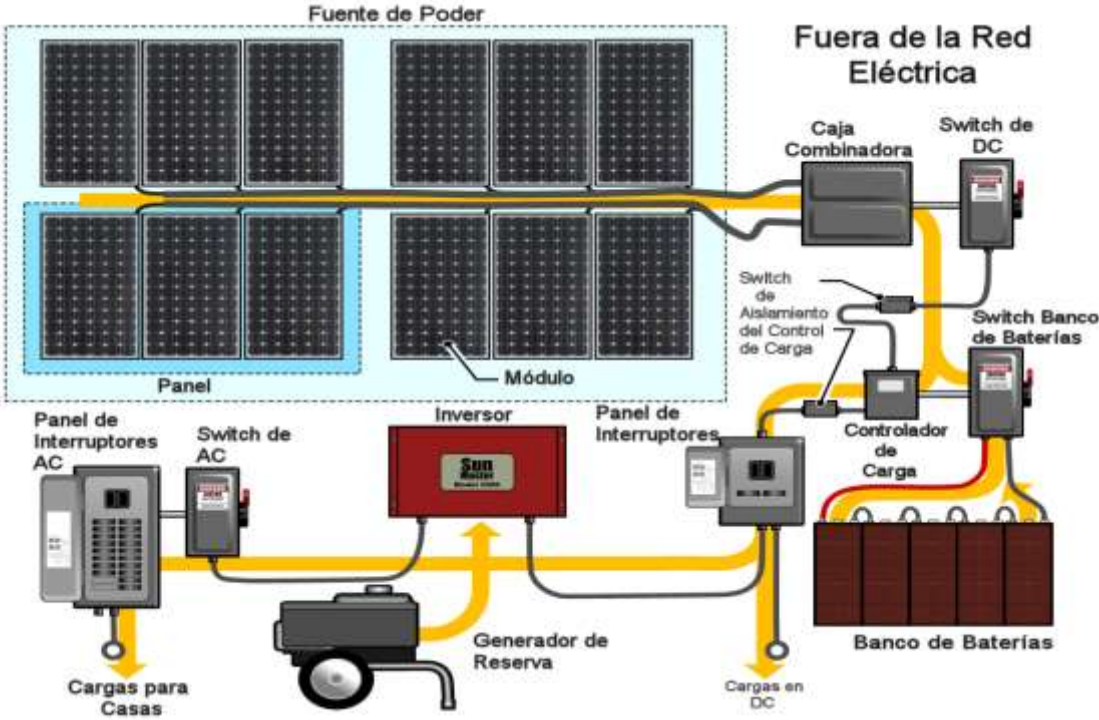 Fuente de Poder
Fuera de la Red
Eléctrica
Caja
Combinadora
Switch de
DC
Switch
de
Aislamiento
del Control
de Carga
Switch Banco
de Baterías
Panel
Módulo
Panel de
Interruptores
AC
Switch de
AC
Inversor
Sun
Panel de
Interruptores
Controlador
de
Carga
Generador de
Reserva
Banco de Baterías
Cargas para
Casas
Cargas en
DC